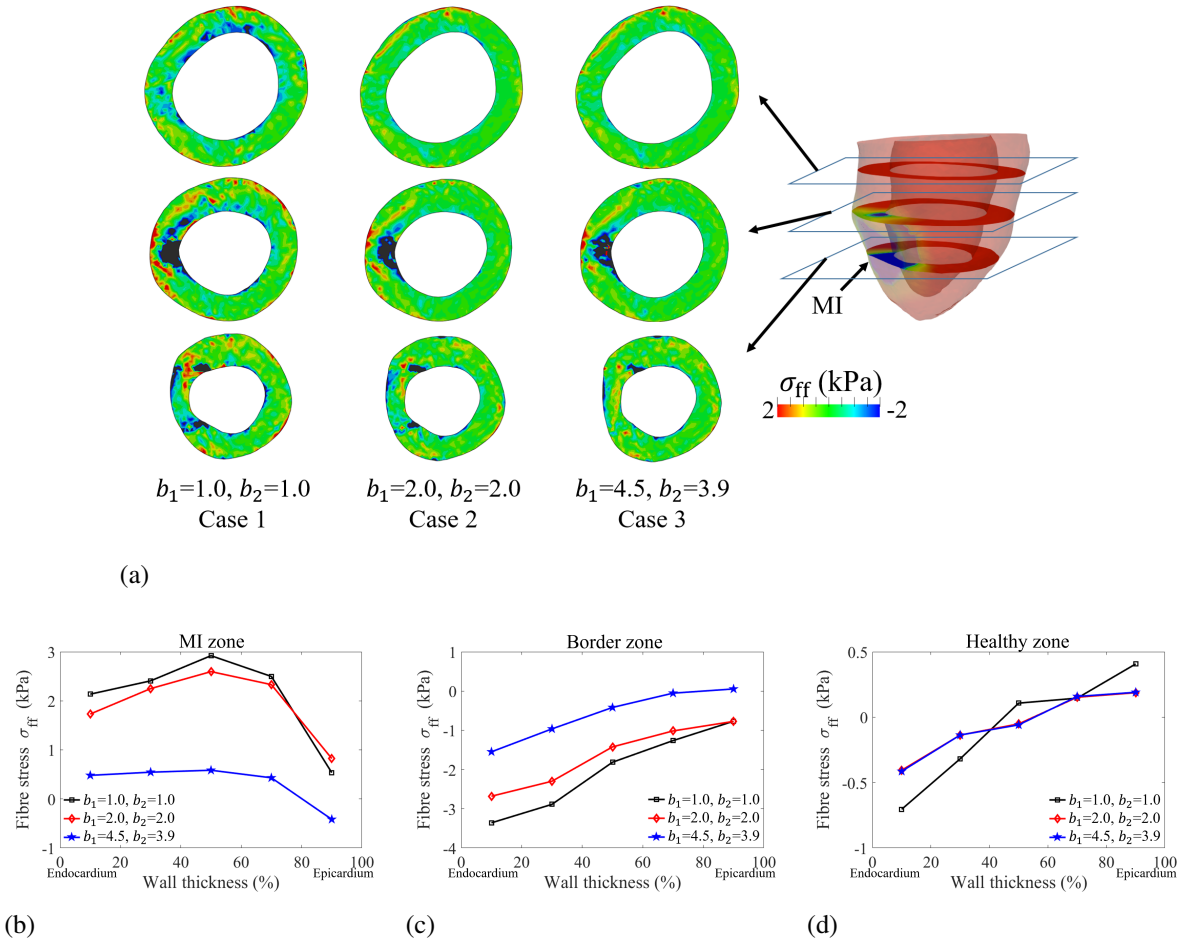 MI
σff (kPa)
2 -2
b₁=1.0, b₂=1.0
Case 1
b₁=2.0, b₂=2.0
Case 2
b₁=4.5, b₂=3.9
Case 3
(a)
MI zone
Fibre stress σff (kPa)
3
2
1
0
-1
b₁=1.0, b₂=1.0
b₁=2.0, b₂=2.0
b₁=4.5, b₂=3.9
0 20 40 60 80 100
Endocardium
Wall thickness (%)
Epicardium
(b)
Border zone
Fibre stress σff (kPa)
1
0
-1
-2
-3
-4
b₁=1.0, b₂=1.0
b₁=2.0, b₂=2.0
b₁=4.5, b₂=3.9
0 20 40 60 80 100
Endocardium
Wall thickness (%)
Epicardium
(c)
Healthy zone
Fibre stress σff (kPa)
0.5
0
-0.5
-1
b₁=1.0, b₂=1.0
b₁=2.0, b₂=2.0
b₁=4.5, b₂=3.9
0 20 40 60 80 100
Endocardium
Wall thickness (%)
Epicardium
(d)